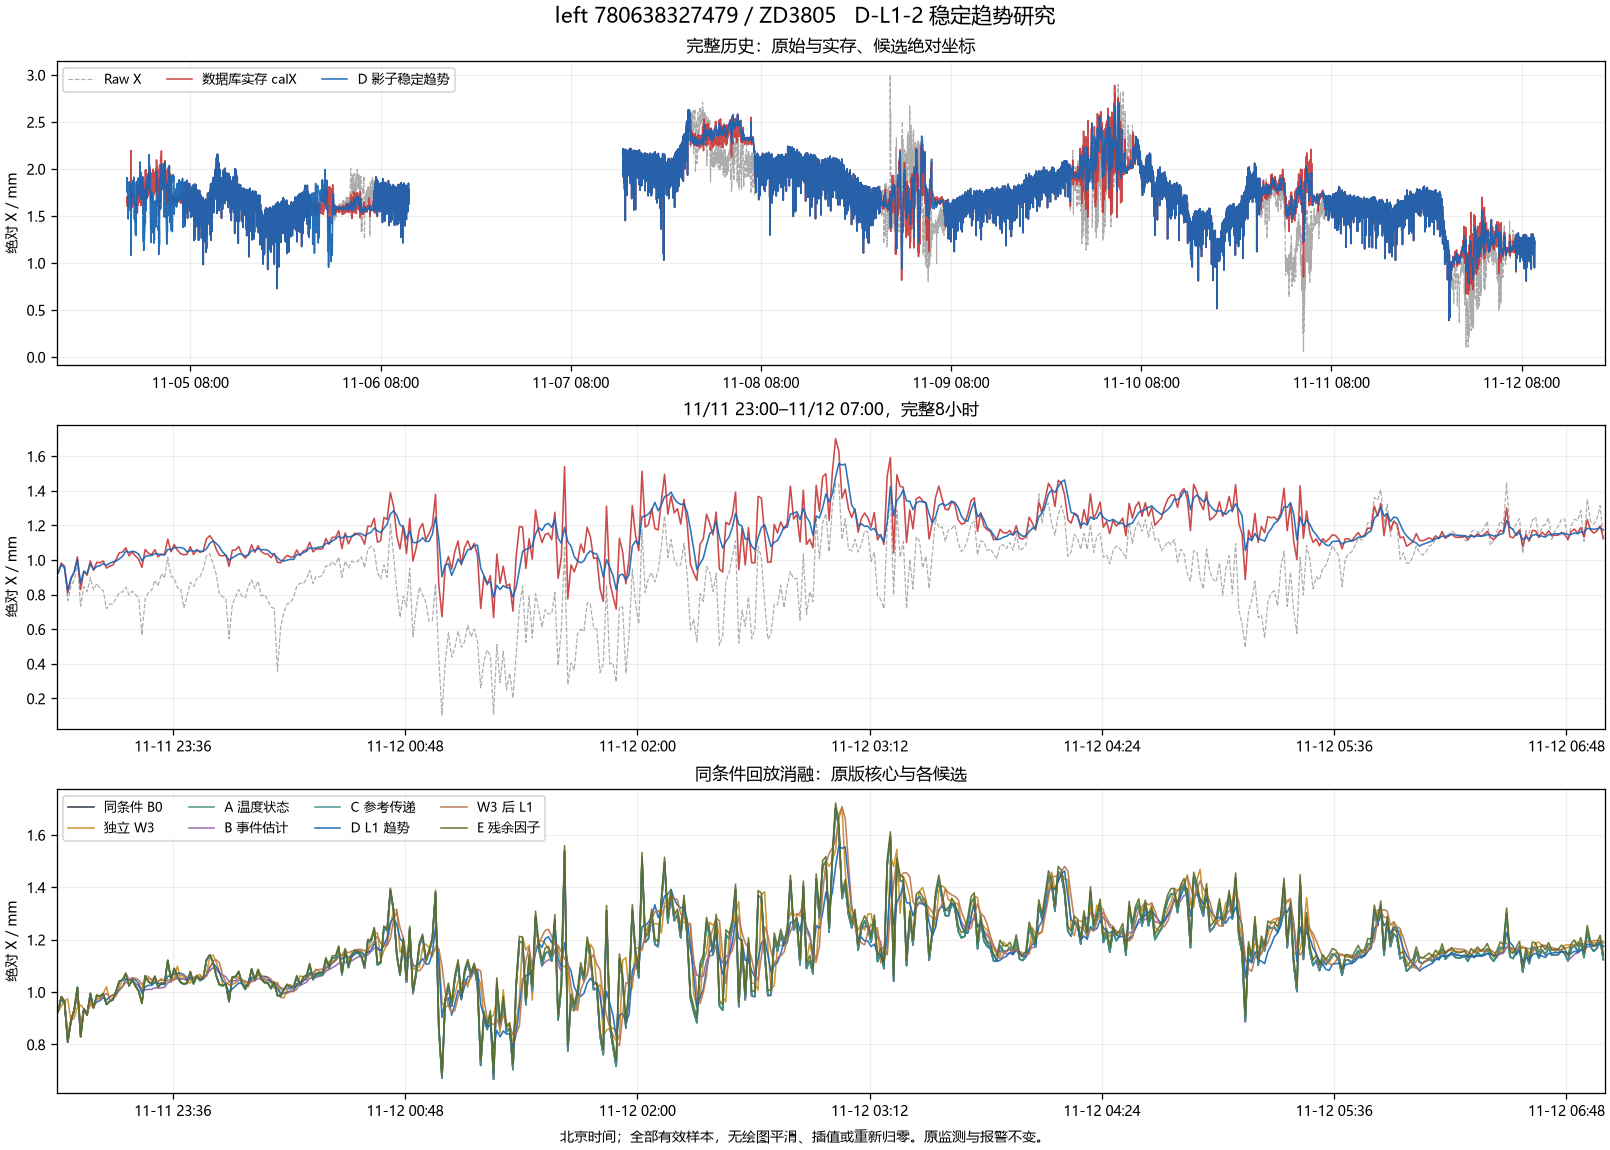 left 780638327479 / ZD3805   D-L1-2 稳定趋势研究
完整历史：原始与实存、候选绝对坐标
Raw X   数据库实存 calX   D 影子稳定趋势
绝对 X / mm
3.0
2.5
2.0
1.5
1.0
0.5
0.0
11-05 08:00   11-06 08:00   11-07 08:00   11-08 08:00   11-09 08:00   11-10 08:00   11-11 08:00   11-12 08:00
11/11 23:00–11/12 07:00，完整8小时
绝对 X / mm
1.6
1.4
1.2
1.0
0.8
0.6
0.4
0.2
11-11 23:36   11-12 00:48   11-12 02:00   11-12 03:12   11-12 04:24   11-12 05:36   11-12 06:48
同条件回放消融：原版核心与各候选
同条件 B0   A 温度状态   C 参考传递   W3 后 L1
独立 W3   B 事件估计   D L1 趋势   E 残余因子
绝对 X / mm
1.6
1.4
1.2
1.0
0.8
11-11 23:36   11-12 00:48   11-12 02:00   11-12 03:12   11-12 04:24   11-12 05:36   11-12 06:48
北京时间；全部有效样本，无绘图平滑、插值或重新归零。原监测与报警不变。